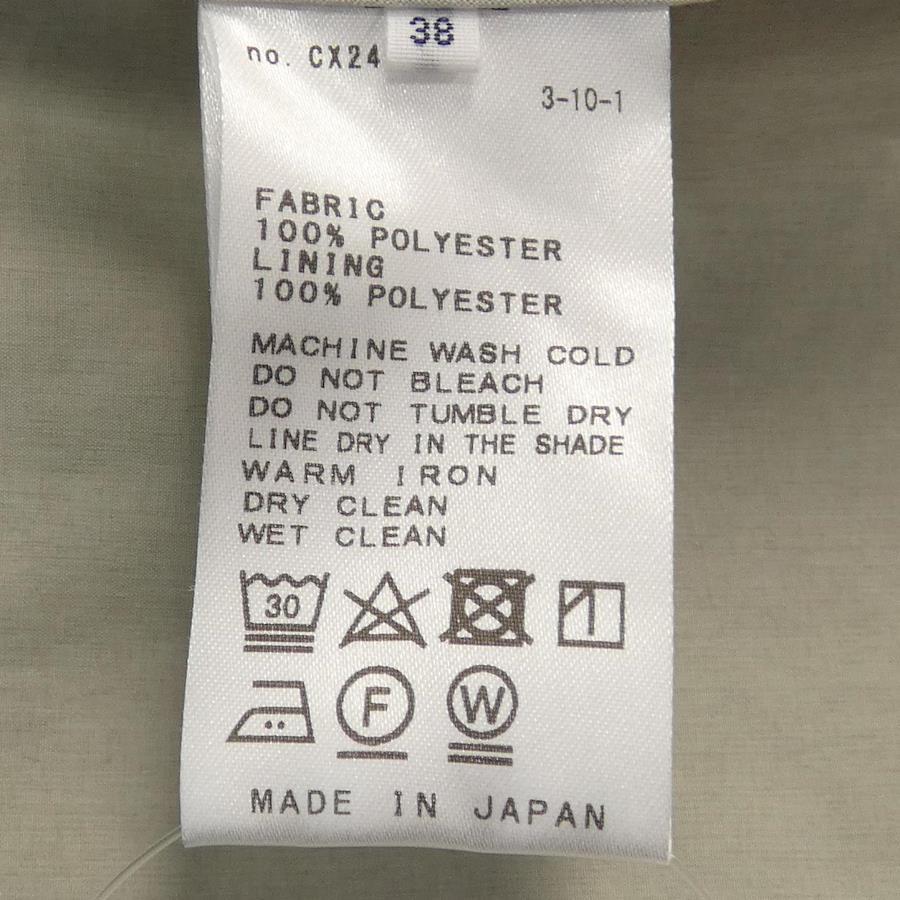 38
no. CX24
3-10-1
FABRIC
100% POLYESTER
LINING
100% POLYESTER
MACHINE WASH COLD
DO NOT BLEACH
DO NOT TUMBLE DRY
LINE DRY IN THE SHADE
WARM IRON
DRY CLEAN
WET CLEAN
30
F W
MADE IN JAPAN